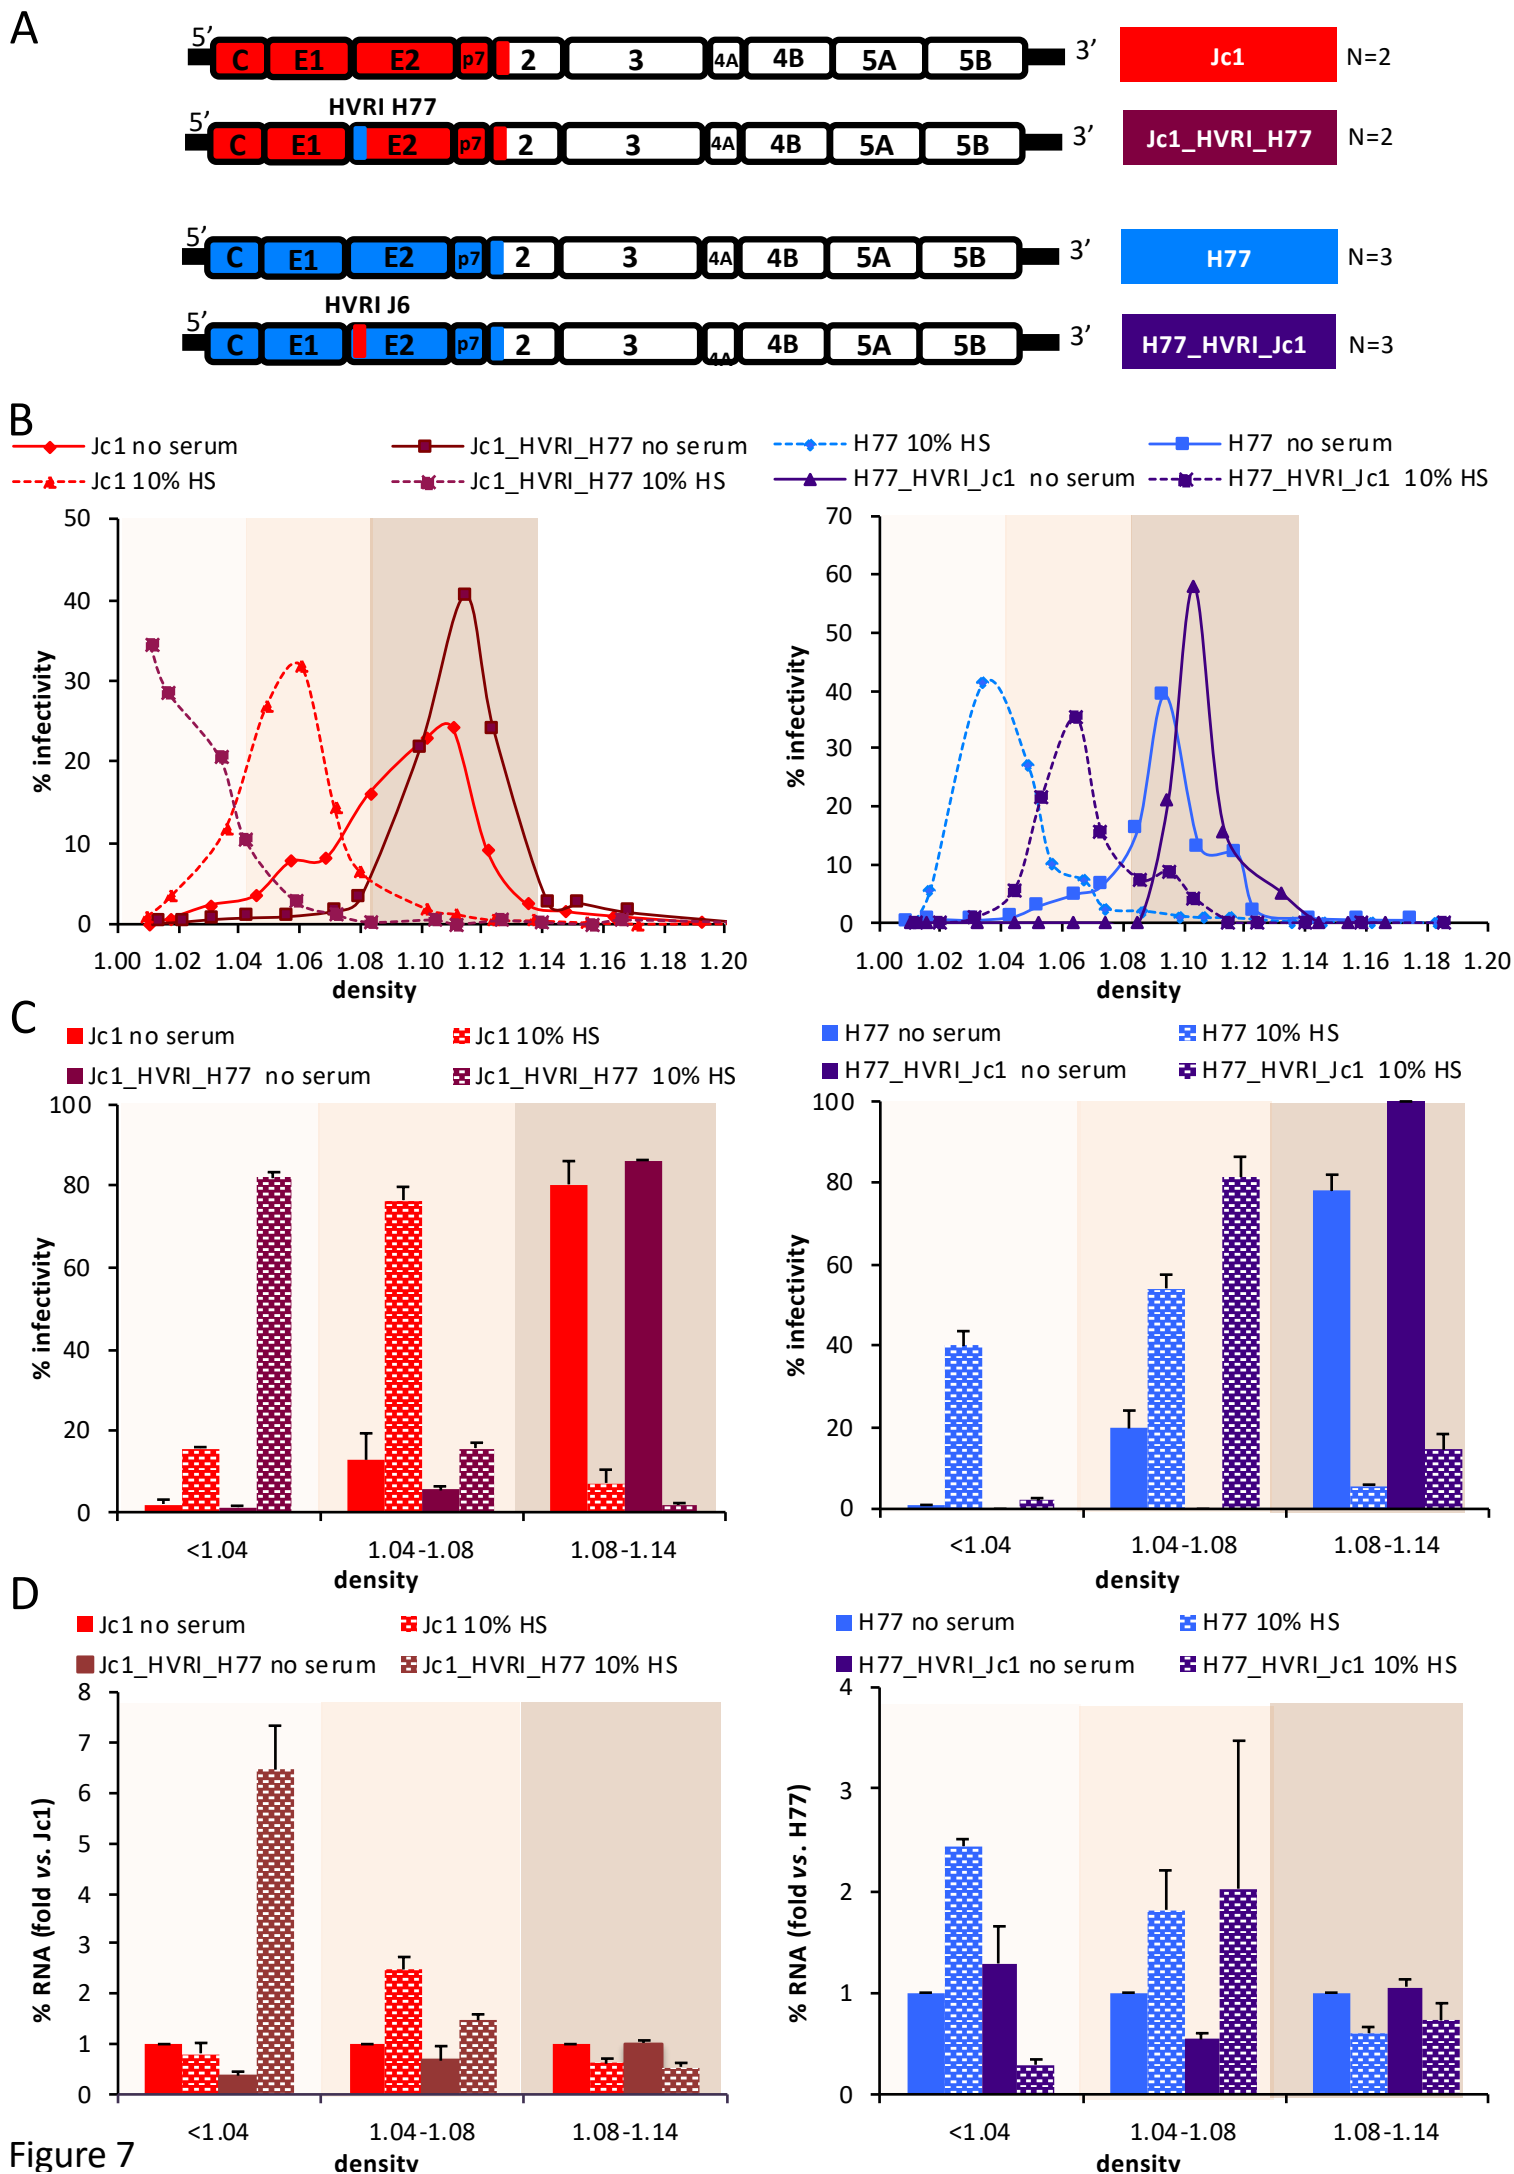 A
5’ C E1 E2 p7 2 3 4A 4B 5A 5B 3’ Jc1 N=2
HVRI H77
5’ C E1 E2 p7 2 3 4A 4B 5A 5B 3’ Jc1_HVRI_H77 N=2
5’ C E1 E2 p7 2 3 4A 4B 5A 5B 3’ H77 N=3
HVRI J6
5’ C E1 E2 p7 2 3 4A 4B 5A 5B 3’ H77_HVRI_Jc1 N=3
B
Jc1 no serum Jc1_HVRI_H77 no serum
Jc1 10% HS Jc1_HVRI_H77 10% HS
50
40
30
20
10
0
% infectivity
1.00 1.02 1.04 1.06 1.08 1.10 1.12 1.14 1.16 1.18 1.20
density
H77 10% HS H77 no serum
H77_HVRI_Jc1 no serum H77_HVRI_Jc1 10% HS
70
60
50
40
30
20
10
0
% infectivity
1.00 1.02 1.04 1.06 1.08 1.10 1.12 1.14 1.16 1.18 1.20
density
C
Jc1 no serum Jc1 10% HS
Jc1_HVRI_H77 no serum Jc1_HVRI_H77 10% HS
100
80
60
40
20
0
% infectivity
<1.04 1.04-1.08 1.08-1.14
density
H77 no serum H77 10% HS
H77_HVRI_Jc1 no serum H77_HVRI_Jc1 10% HS
100
80
60
40
20
0
% infectivity
<1.04 1.04-1.08 1.08-1.14
density
D
Jc1 no serum Jc1 10% HS
Jc1_HVRI_H77 no serum Jc1_HVRI_H77 10% HS
8
7
6
5
4
3
2
1
0
% RNA (fold vs. Jc1)
<1.04 1.04-1.08 1.08-1.14
density
H77 no serum H77 10% HS
H77_HVRI_Jc1 no serum H77_HVRI_Jc1 10% HS
4
3
2
1
0
% RNA (fold vs. H77)
<1.04 1.04-1.08 1.08-1.14
density
Figure 7